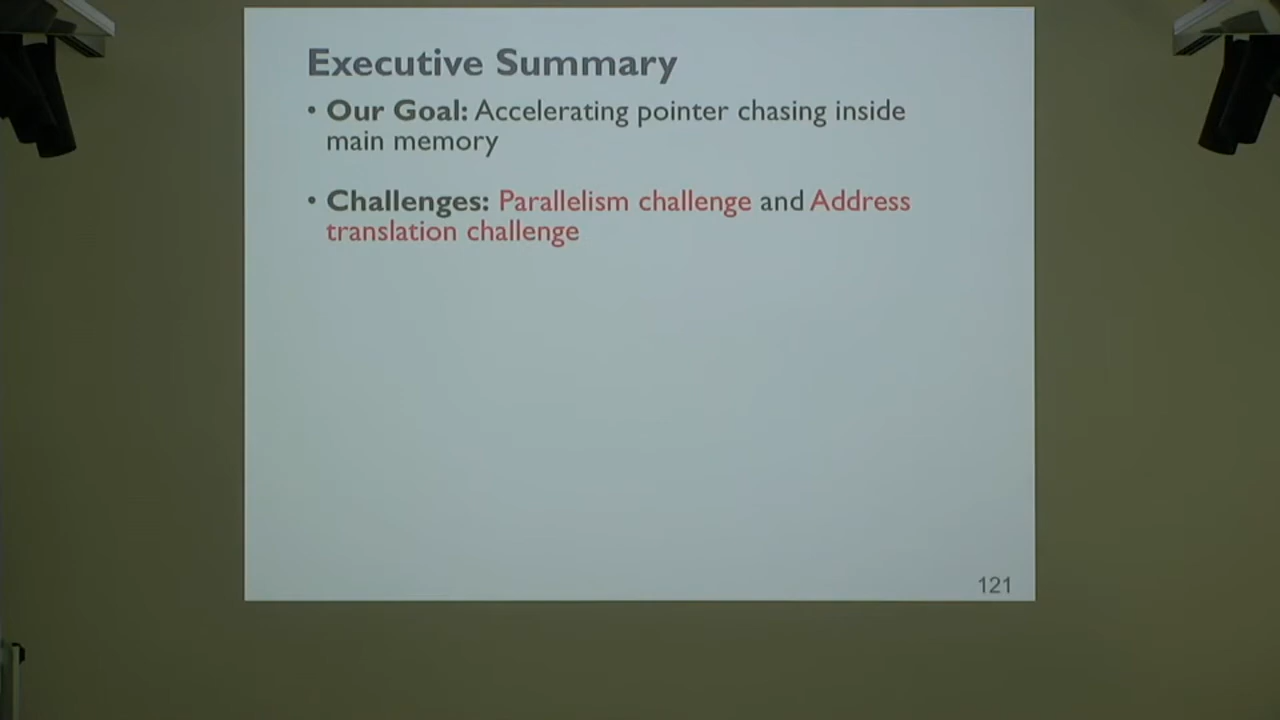 Executive Summary
• Our Goal: Accelerating pointer chasing inside
main memory
• Challenges: Parallelism challenge and Address
translation challenge
121